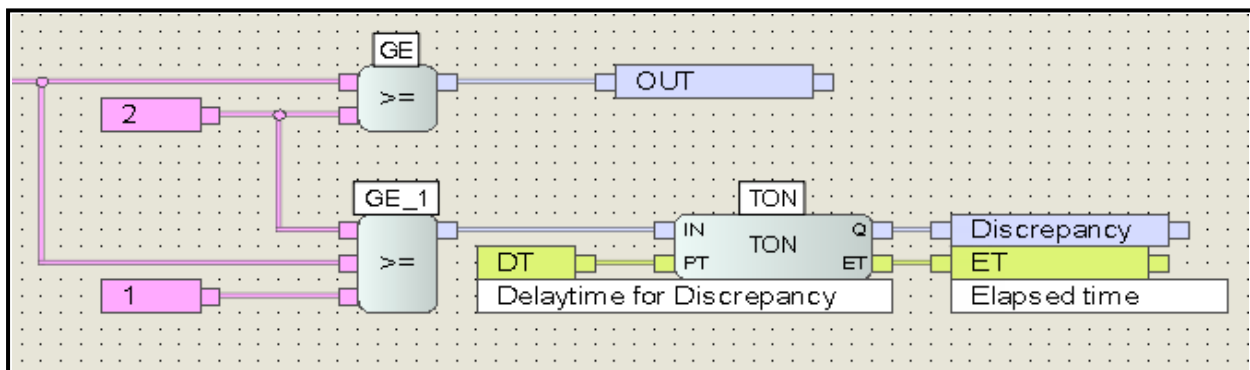 GE
>=
OUT
2
GE_1
>=
1
TON
IN
Q
TON
PT
ET
DT
Delaytime for Discrepancy
Discrepancy
ET
Elapsed time